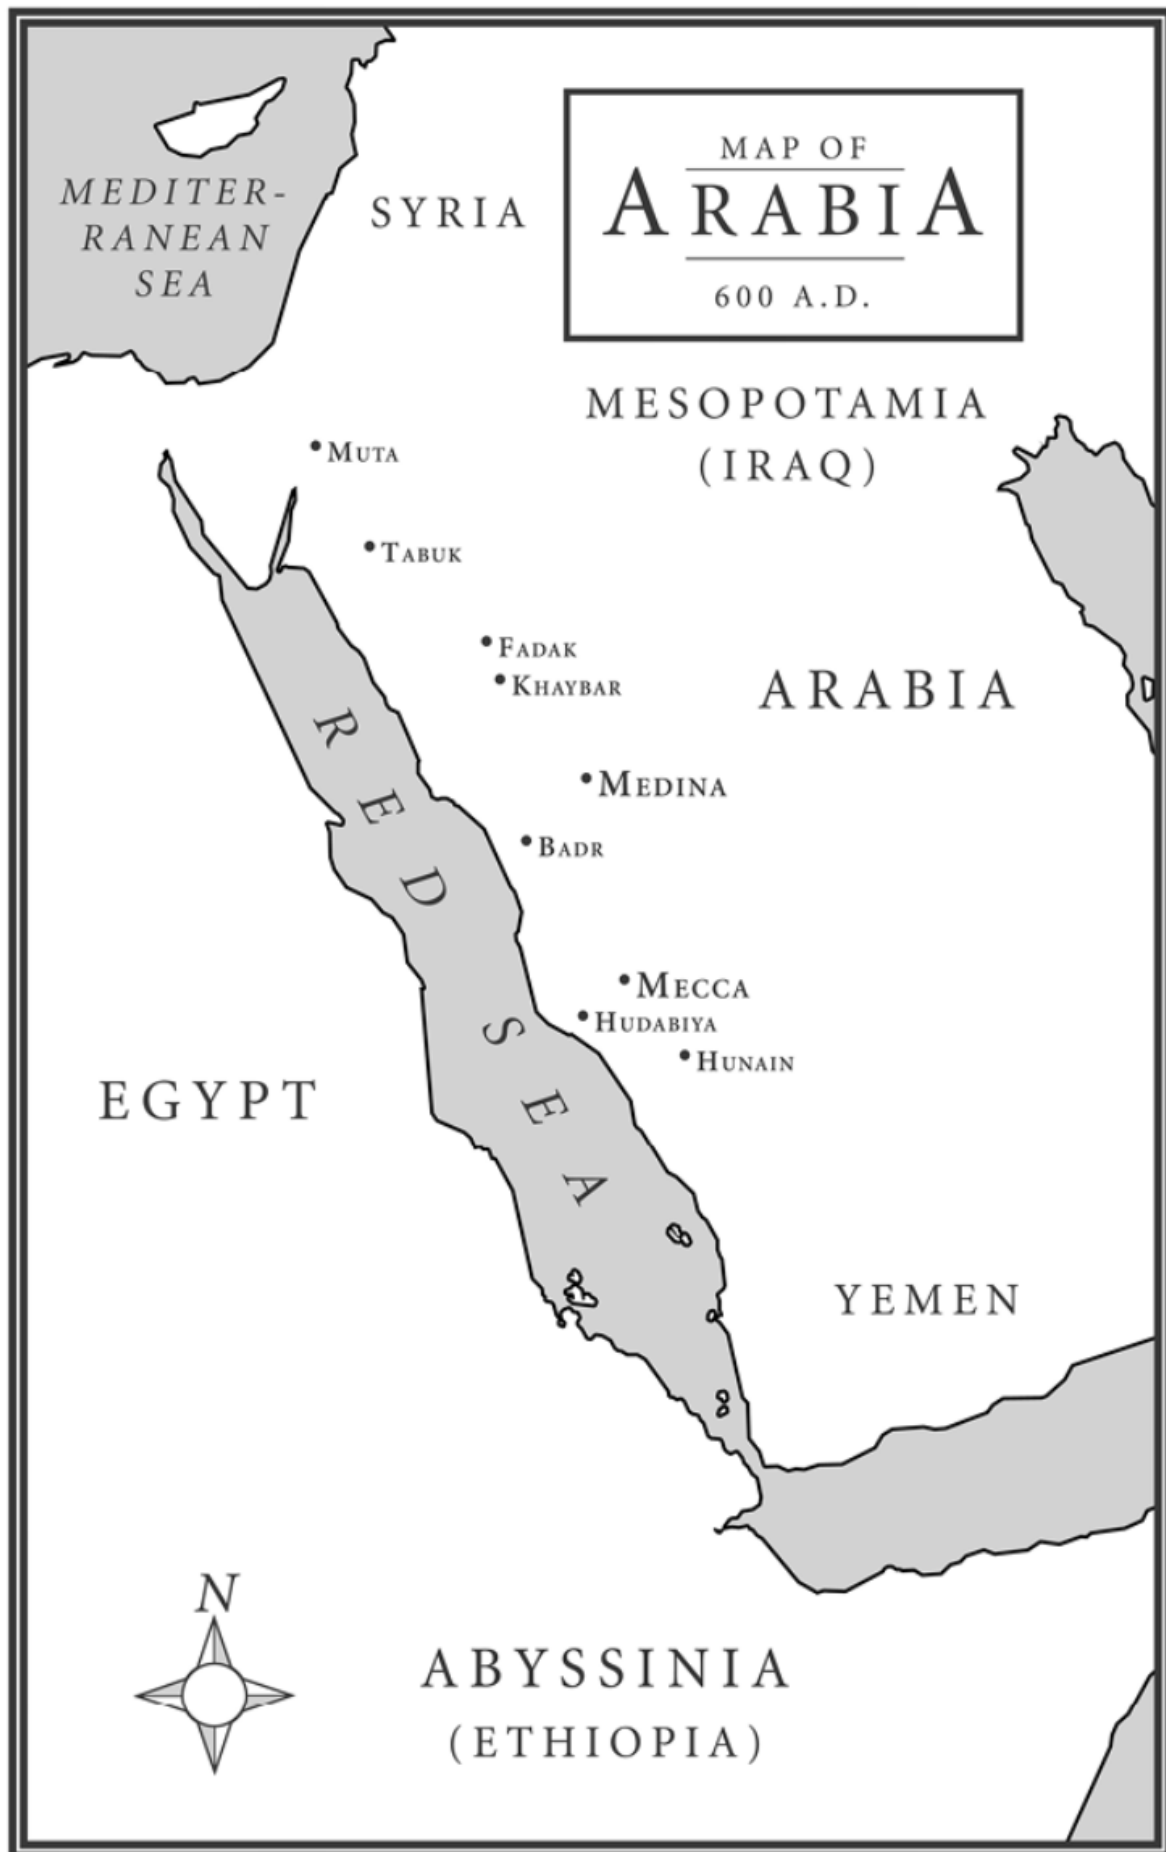 MAP OF
ARABIA
600 A.D.
MEDITER-
RANEAN
SEA
SYRIA
MESOPOTAMIA
(IRAQ)
MUTA
TABUK
FADAK
KHAYBAR
ARABIA
MEDINA
BADR
RED SEA
MECCA
HUDABIYA
HUNAIN
EGYPT
YEMEN
N
ABYSSINIA
(ETHIOPIA)